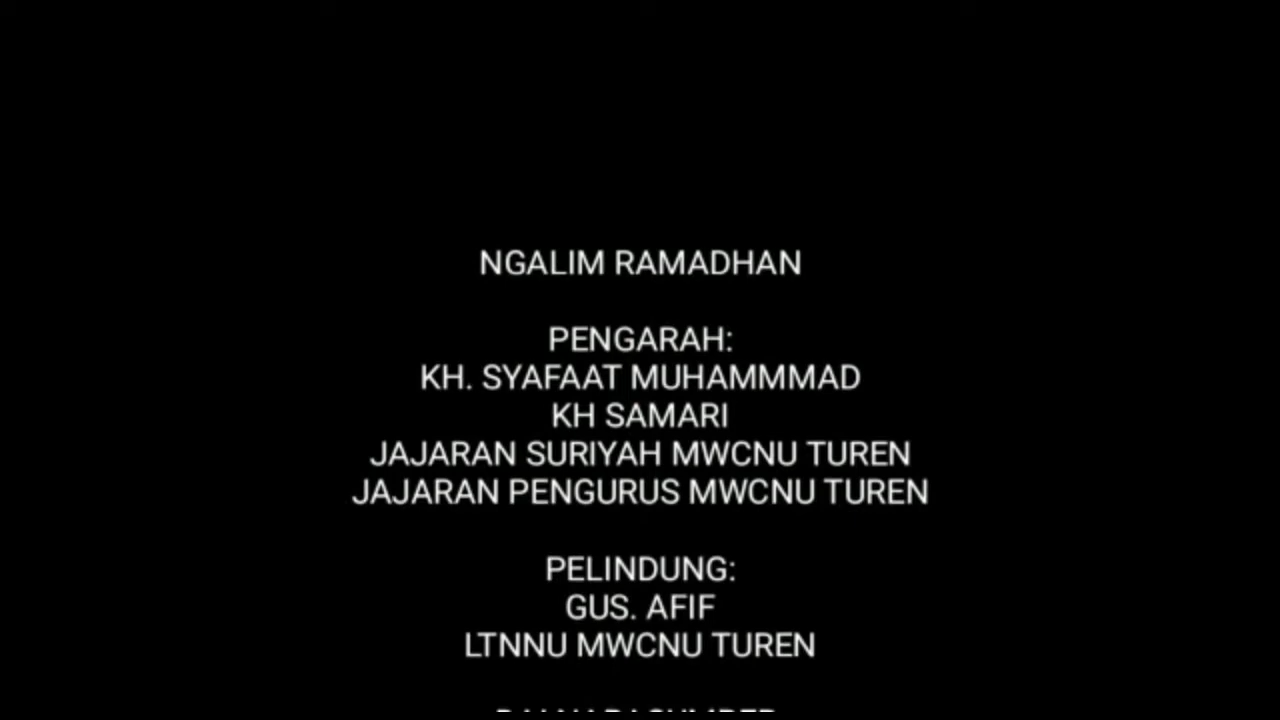 NGALIM RAMADHAN
PENGARAH:
KH. SYAFAAT MUHAMMMAD
KH SAMARI
JAJARAN SURIYAH MWCNU TUREN
JAJARAN PENGURUS MWCNU TUREN
PELINDUNG:
GUS. AFIF
LTNNU MWCNU TUREN